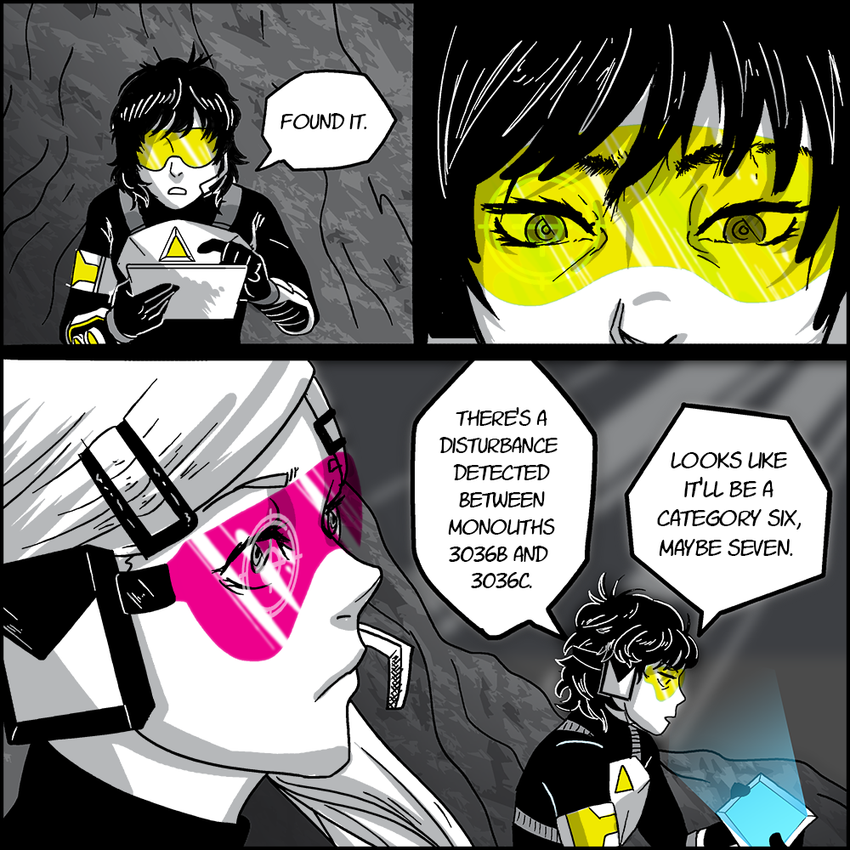 FOUND IT.
THERE'S A
DISTURBANCE
DETECTED
BETWEEN
MONOLITHS
3036B AND
3036C.
LOOKS LIKE
IT'LL BE A
CATEGORY SIX,
MAYBE SEVEN.